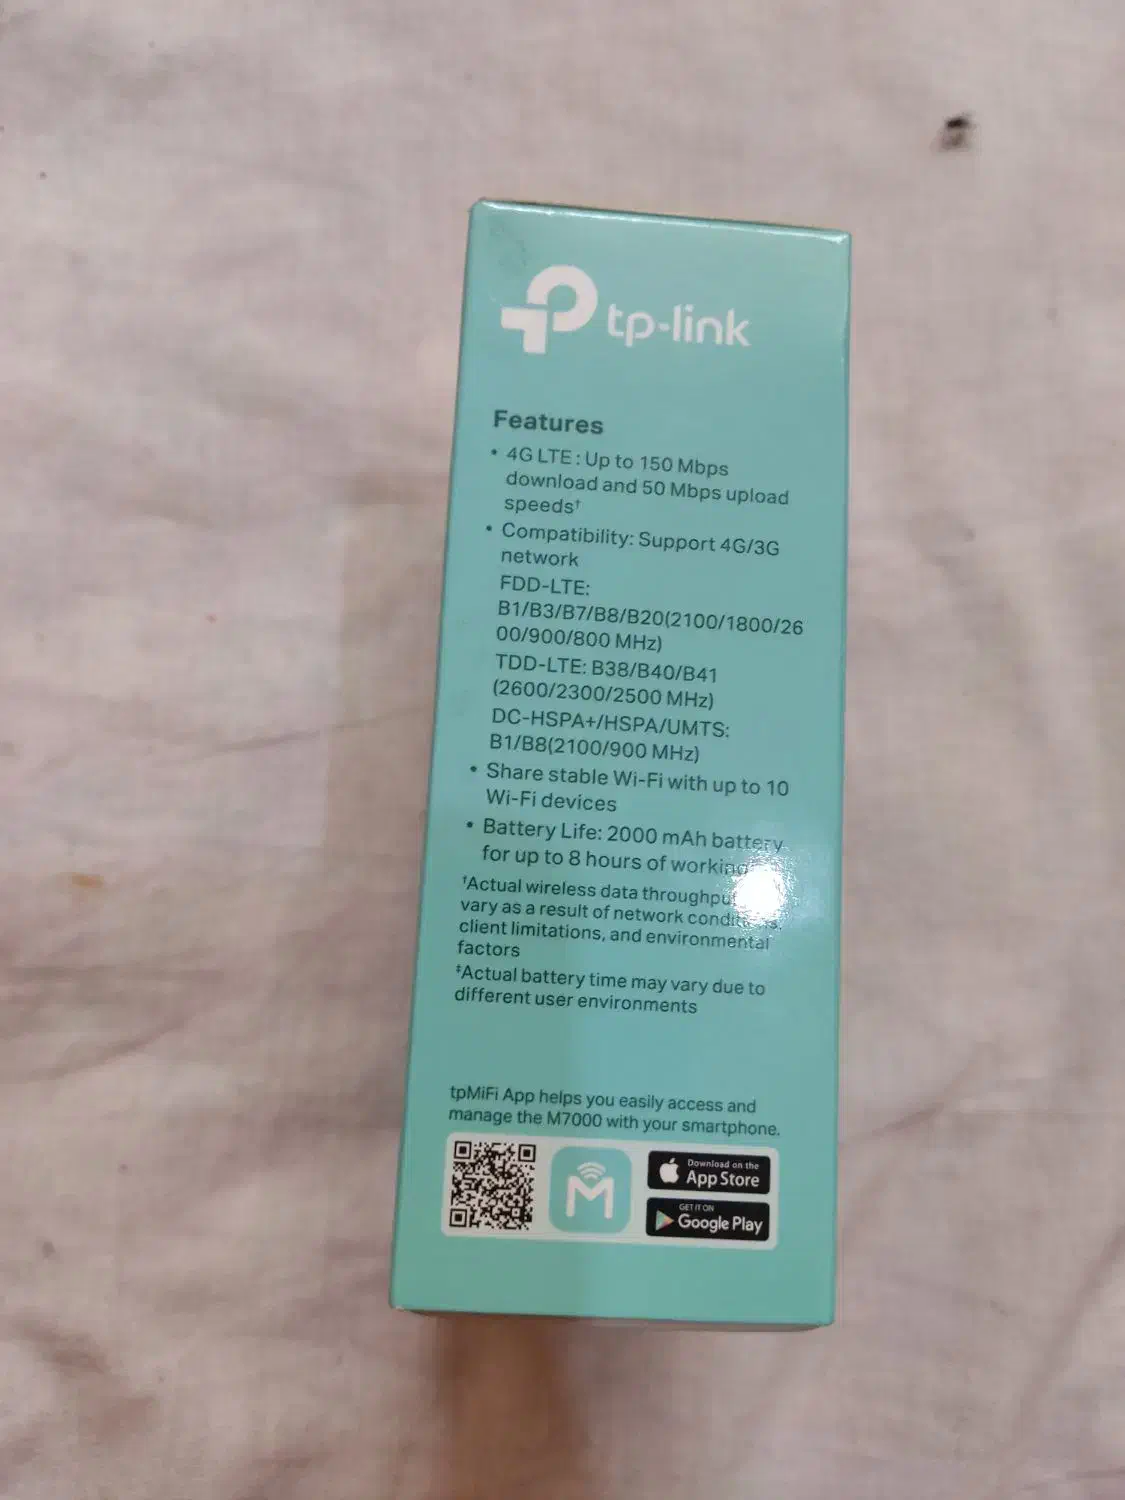 tp-link
Features
• 4G LTE : Up to 150 Mbps
download and 50 Mbps upload
speeds†
• Compatibility: Support 4G/3G
network
FDD-LTE:
B1/B3/B7/B8/B20(2100/1800/26
00/900/800 MHz)
TDD-LTE: B38/B40/B41
(2600/2300/2500 MHz)
DC-HSPA+/HSPA/UMTS:
B1/B8(2100/900 MHz)
• Share stable Wi-Fi with up to 10
Wi-Fi devices
• Battery Life: 2000 mAh battery
for up to 8 hours of working
†Actual wireless data throughput
vary as a result of network conditions,
client limitations, and environmental
factors
‡Actual battery time may vary due to
different user environments
tpMiFi App helps you easily access and
manage the M7000 with your smartphone.
M
Download on the
App Store
GET IT ON
Google Play